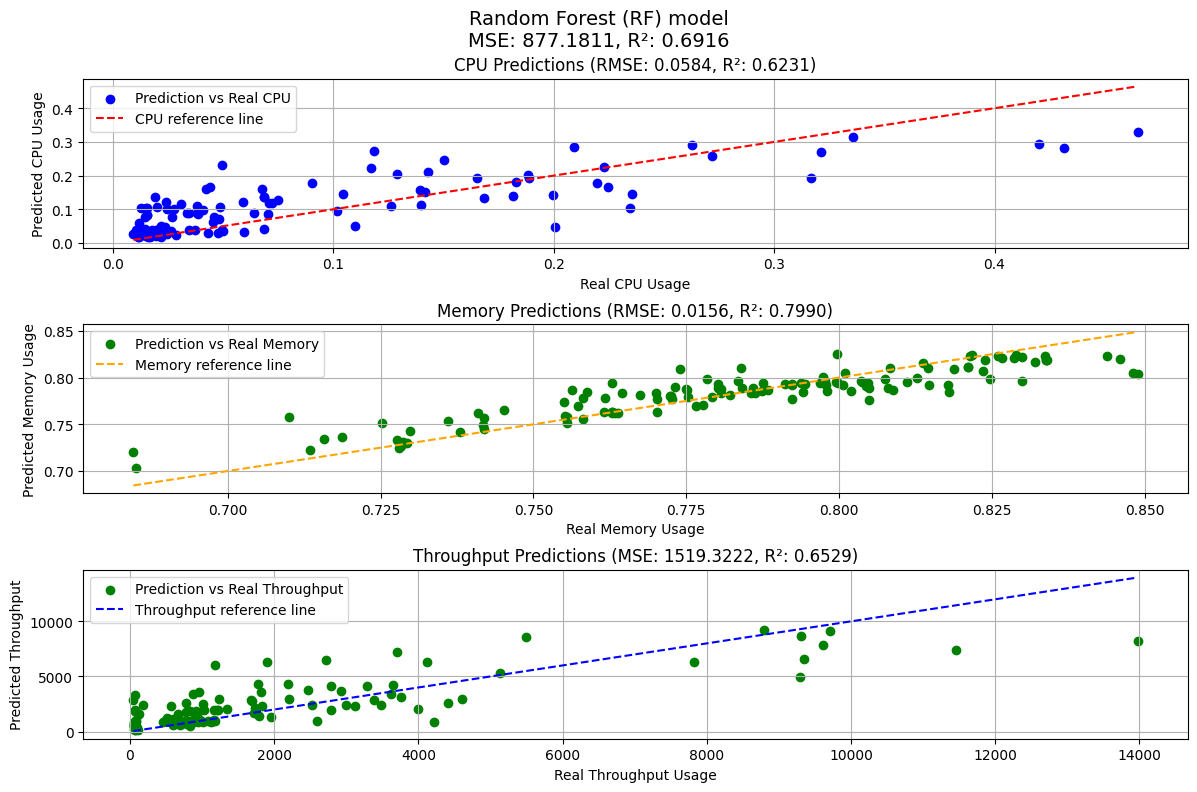 Random Forest (RF) model
MSE: 877.1811, R²: 0.6916
CPU Predictions (RMSE: 0.0584, R²: 0.6231)
Predicted CPU Usage
0.4
0.3
0.2
0.1
0.0
Prediction vs Real CPU
CPU reference line
0.0 0.1 0.2 0.3 0.4
Real CPU Usage
Memory Predictions (RMSE: 0.0156, R²: 0.7990)
Predicted Memory Usage
0.85
0.80
0.75
0.70
Prediction vs Real Memory
Memory reference line
0.700 0.725 0.750 0.775 0.800 0.825 0.850
Real Memory Usage
Throughput Predictions (MSE: 1519.3222, R²: 0.6529)
Predicted Throughput
10000
5000
0
Prediction vs Real Throughput
Throughput reference line
0 2000 4000 6000 8000 10000 12000 14000
Real Throughput Usage